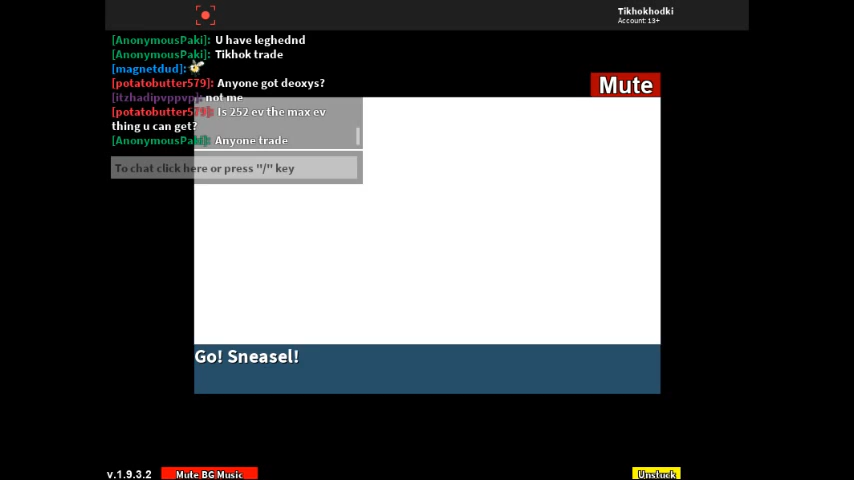 Tikhokhodki
Account: 13+
[AnonymousPaki]: U have leghednd
[AnonymousPaki]: Tikhok trade
[magnetdud]:
[potatobutter579]: Anyone got deoxys?
[itzhadipvppvp]: not me
[potatobutter579]: Is 252 ev the max ev
thing u can get?
[AnonymousPaki]: Anyone trade
To chat click here or press "/" key
Mute
Go! Sneasel!
v.1.9.3.2
Mute BG Music
Unstuck